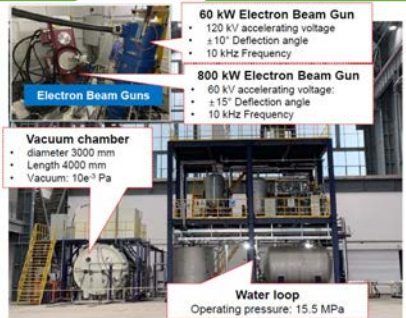 60 kW Electron Beam Gun
• 120 kV accelerating voltage
• ±10° Deflection angle
• 10 kHz Frequency
800 kW Electron Beam Gun
• 60 kV accelerating voltage:
• ±15° Deflection angle
• 10 kHz Frequency
Electron Beam Guns
Vacuum chamber
• diameter 3000 mm
• Length 4000 mm
• Vacuum: 10e⁻³ Pa
Water loop
Operating pressure: 15.5 MPa